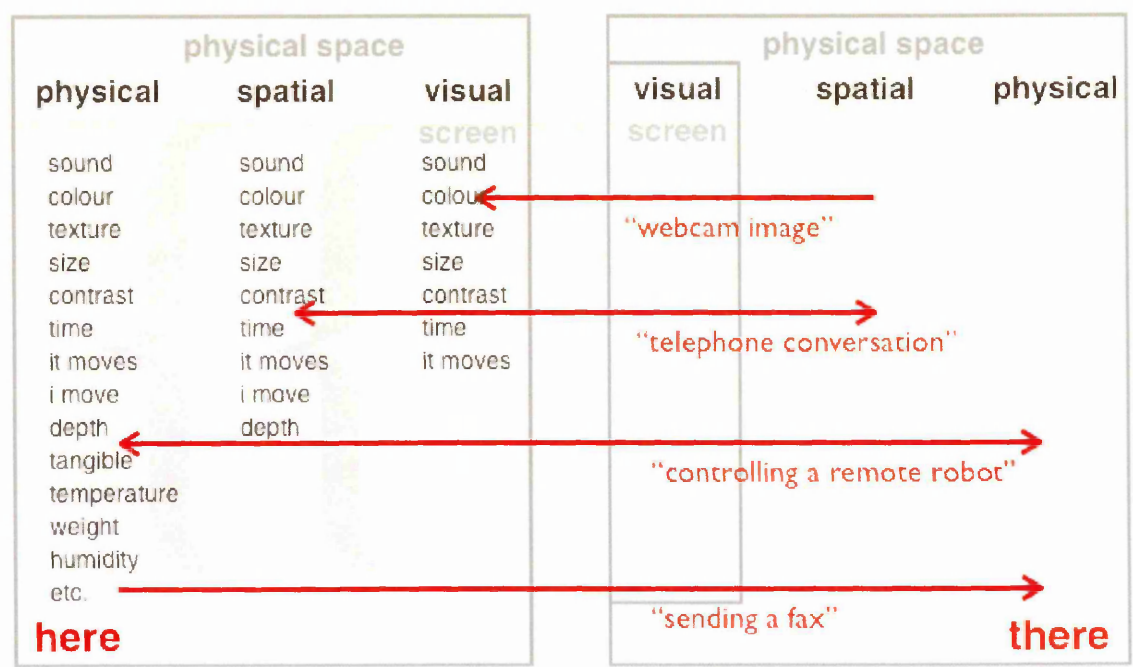 physical space
physical spatial visual
screen
sound sound sound
colour colour colour
texture texture texture
size size size
contrast contrast contrast
time time time
it moves it moves it moves
i move i move
depth depth
tangible
temperature
weight
humidity
etc.
here
physical space
visual spatial physical
screen
"webcam image"
"telephone conversation"
"controlling a remote robot"
"sending a fax"
there